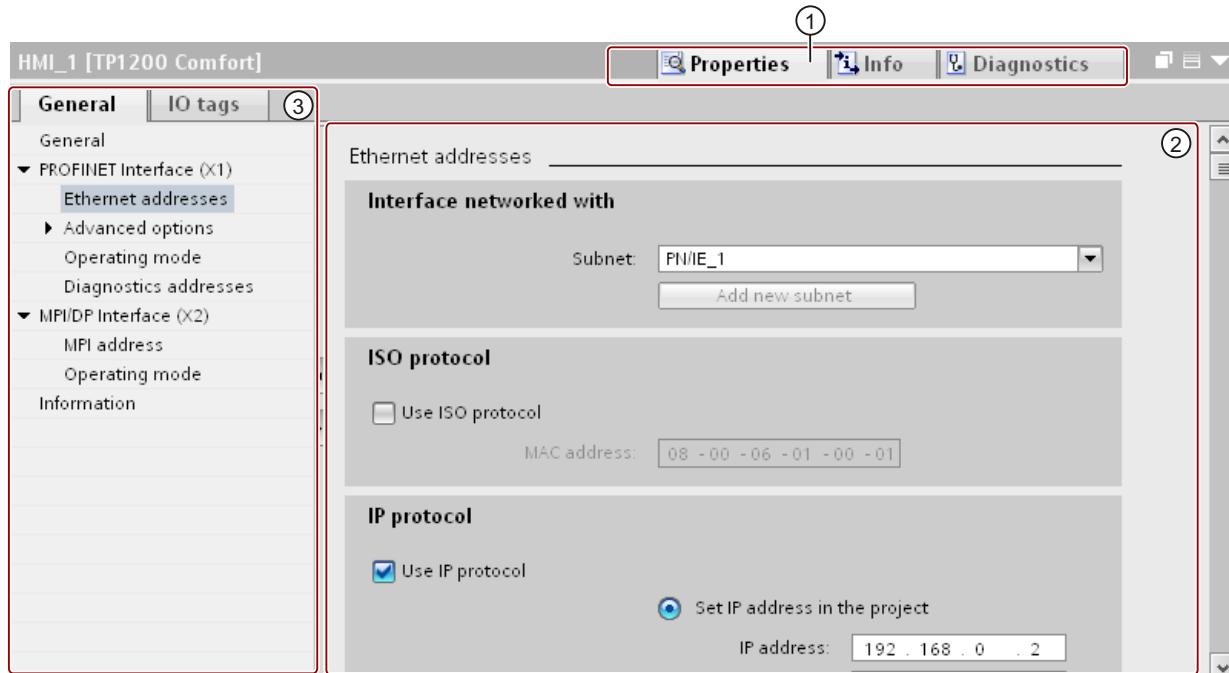 1
HMI_1 [TP1200 Comfort]
Properties
Info
Diagnostics
General
IO tags
3
General
PROFINET Interface (X1)
Ethernet addresses
Advanced options
Operating mode
Diagnostics addresses
MPI/DP Interface (X2)
MPI address
Operating mode
Information
2
Ethernet addresses
Interface networked with
Subnet: PN/IE_1
Add new subnet
ISO protocol
Use ISO protocol
MAC address: 08 -00 -06 -01 -00 -01
IP protocol
Use IP protocol
Set IP address in the project
IP address: 192 . 168 . 0 . 2